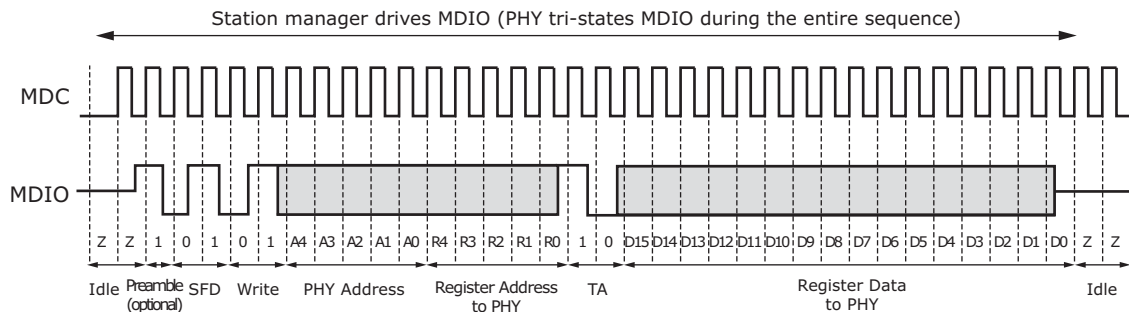 Station manager drives MDIO (PHY tri-states MDIO during the entire sequence)
MDC
MDIO
Z Z 1 0 1 0 1 A4 A3 A2 A1 A0 R4 R3 R2 R1 R0 1 0 D15 D14 D13 D12 D11 D10 D9 D8 D7 D6 D5 D4 D3 D2 D1 D0 Z Z
Idle Preamble SFD Write PHY Address Register Address TA Register Data Idle
(optional) to PHY to PHY